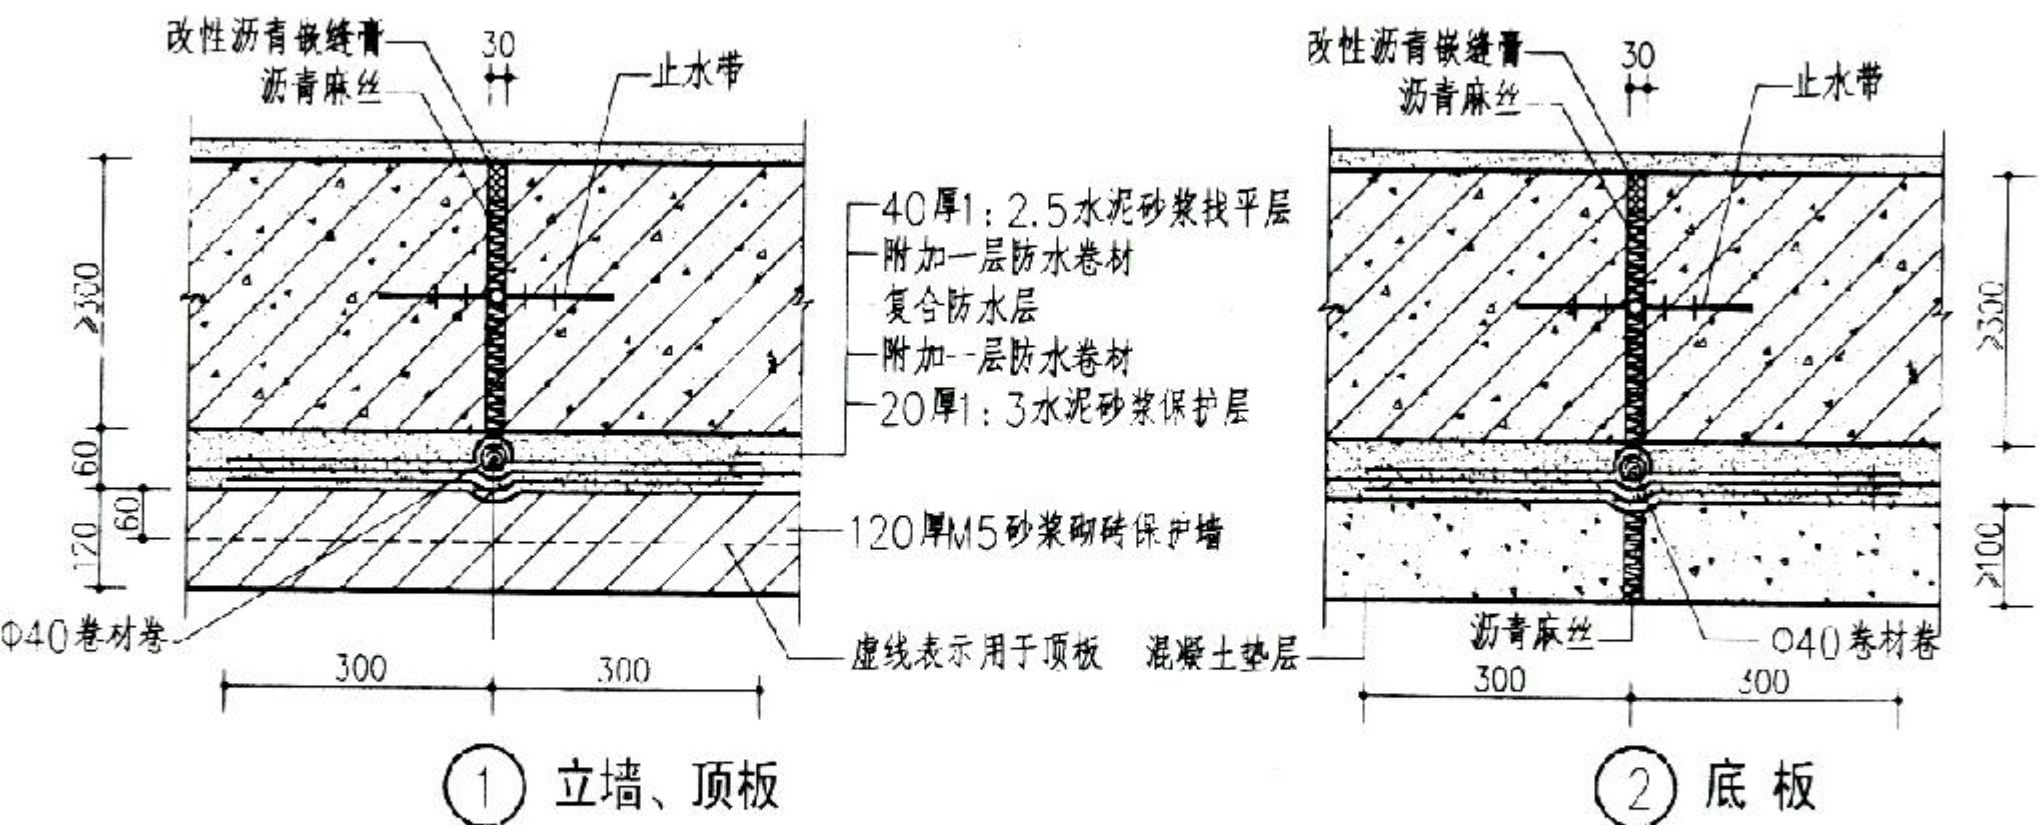 改性沥青嵌缝膏
沥青麻丝
30
止水带
≥300
60
60
120
40厚1:2.5水泥砂浆找平层
附加一层防水卷材
复合防水层
附加一层防水卷材
20厚1:3水泥砂浆保护层
120厚M5砂浆砌砖保护墙
虚线表示用于顶板
Φ40卷材卷
300
300
1 立墙、顶板
改性沥青嵌缝膏
沥青麻丝
30
止水带
≥300
≥100
混凝土垫层
沥青麻丝
Φ40卷材卷
300
300
2 底板